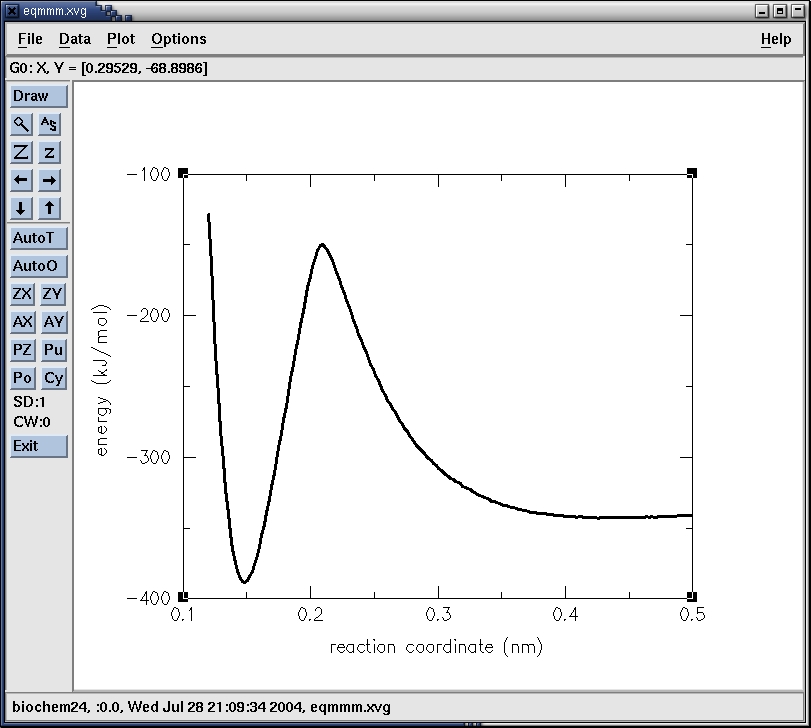 eqmmm.xvg
File Data Plot Options Help
G0: X, Y = [0.29529, -68.8986]
Draw
AS
Z z
← →
↓ ↑
AutoT
AutoO
ZX ZY
AX AY
PZ Pu
Po Cy
SD:1
CW:0
Exit
energy (kJ/mol)
-100
-200
-300
-400
0.1 0.2 0.3 0.4 0.5
reaction coordinate (nm)
biochem24, :0.0, Wed Jul 28 21:09:34 2004, eqmmm.xvg